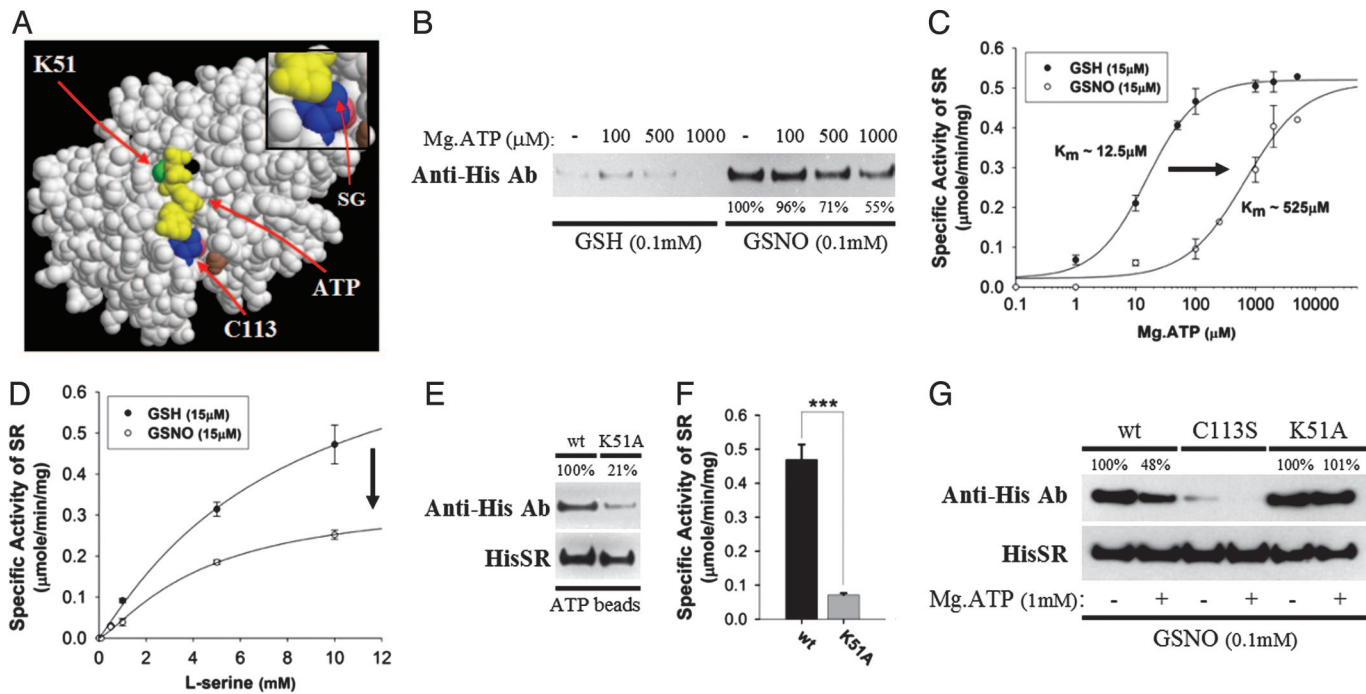 A
K51
SG
ATP
C113
B
Mg.ATP (μM): - 100 500 1000 - 100 500 1000
Anti-His Ab
100% 96% 71% 55%
GSH (0.1mM) GSNO (0.1mM)
C
Specific Activity of SR
(μmole/min/mg)
0.6
0.5
0.4
0.3
0.2
0.1
0.0
GSH (15μM)
GSNO (15μM)
Km ~ 12.5μM
Km ~ 525μM
0.1 1 10 100 1000 10000
Mg.ATP (μM)
D
Specific Activity of SR
(μmole/min/mg)
0.6
0.5
0.4
0.3
0.2
0.1
0.0
GSH (15μM)
GSNO (15μM)
0 2 4 6 8 10 12
L-serine (mM)
E
wt K51A
100% 21%
Anti-His Ab
HisSR
ATP beads
F
Specific Activity of SR
(μmole/min/mg)
0.6
0.5
0.4
0.3
0.2
0.1
0.0
***
wt K51A
G
wt C113S K51A
100% 48% 100% 101%
Anti-His Ab
HisSR
Mg.ATP (1mM): - + - + - +
GSNO (0.1mM)